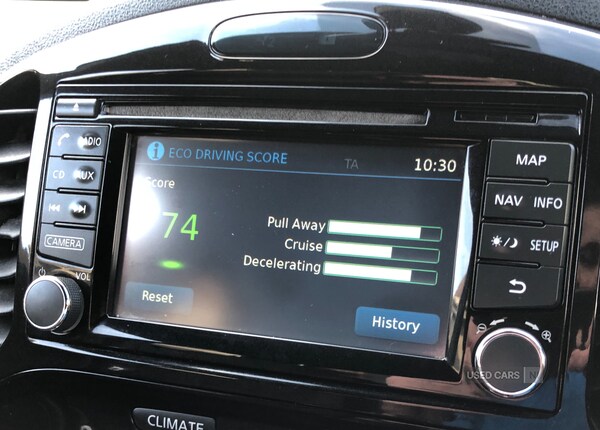 ECO DRIVING SCORE TA 10:30
Score
74
Pull Away
Cruise
Decelerating
Reset
History
RADIO
CD AUX
CAMERA
VOL
MAP
NAV INFO
SETUP
CLIMATE
USED CARS NI